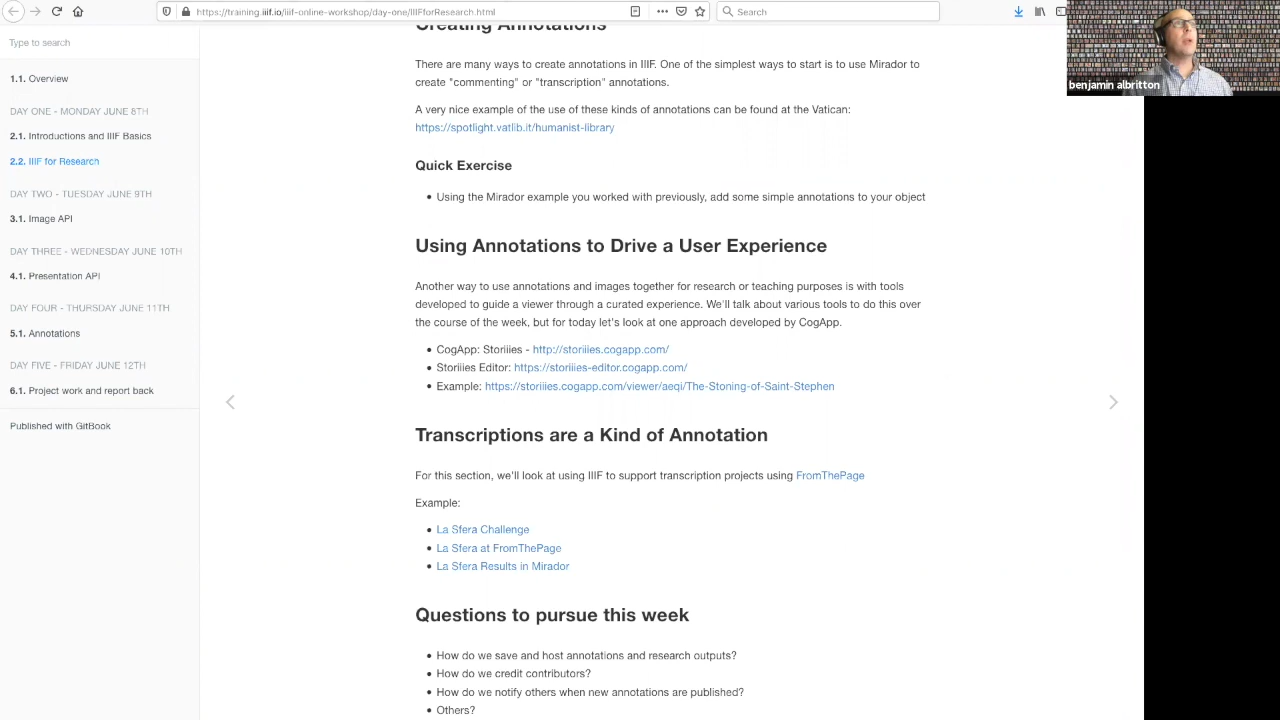 https://training.iiif.io/iiif-online-workshop/day-one/IIIFforResearch.html
Search
benjamin albritton
Type to search
1.1. Overview
DAY ONE - MONDAY JUNE 8TH
2.1. Introductions and IIIF Basics
2.2. IIIF for Research
DAY TWO - TUESDAY JUNE 9TH
3.1. Image API
DAY THREE - WEDNESDAY JUNE 10TH
4.1. Presentation API
DAY FOUR - THURSDAY JUNE 11TH
5.1. Annotations
DAY FIVE - FRIDAY JUNE 12TH
6.1. Project work and report back
Published with GitBook
Creating Annotations
There are many ways to create annotations in IIIF. One of the simplest ways to start is to use Mirador to
create "commenting" or "transcription" annotations.
A very nice example of the use of these kinds of annotations can be found at the Vatican:
https://spotlight.vatlib.it/humanist-library
Quick Exercise
• Using the Mirador example you worked with previously, add some simple annotations to your object
Using Annotations to Drive a User Experience
Another way to use annotations and images together for research or teaching purposes is with tools
developed to guide a viewer through a curated experience. We'll talk about various tools to do this over
the course of the week, but for today let's look at one approach developed by CogApp.
• CogApp: Storiiies - http://storiiies.cogapp.com/
• Storiiies Editor: https://storiiies-editor.cogapp.com/
• Example: https://storiiies.cogapp.com/viewer/aeqi/The-Stoning-of-Saint-Stephen
Transcriptions are a Kind of Annotation
For this section, we'll look at using IIIF to support transcription projects using FromThePage
Example:
• La Sfera Challenge
• La Sfera at FromThePage
• La Sfera Results in Mirador
Questions to pursue this week
• How do we save and host annotations and research outputs?
• How do we credit contributors?
• How do we notify others when new annotations are published?
• Others?